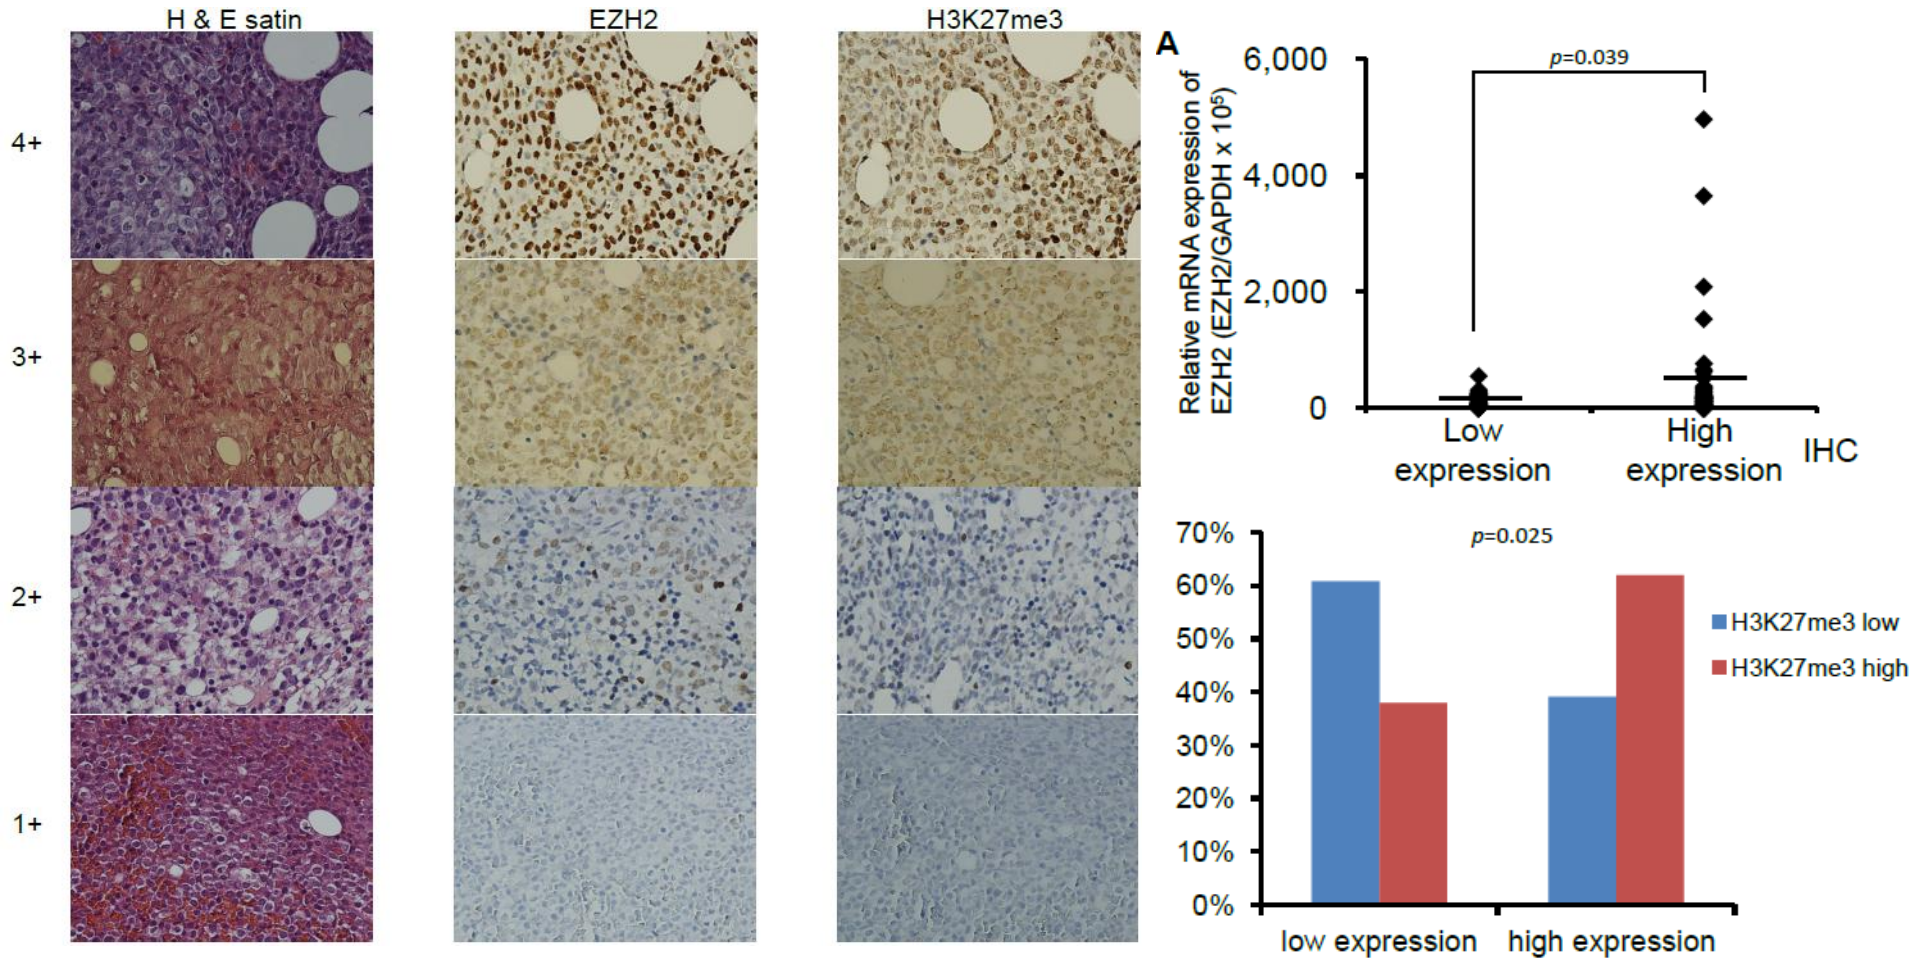 H & E satin
EZH2
H3K27me3
4+
3+
2+
1+
A
Relative mRNA expression of
EZH2 (EZH2/GAPDH x 10⁵)
6,000
4,000
2,000
0
p=0.039
Low
expression
High
expression
IHC
70%
60%
50%
40%
30%
20%
10%
0%
p=0.025
H3K27me3 low
H3K27me3 high
low expression
high expression